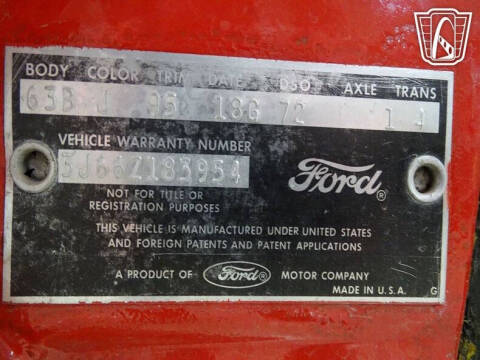 BODY COLOR TRIM DATE DSO AXLE TRANS
63B J 95 18G 72 1 4
VEHICLE WARRANTY NUMBER
5J66Z183954
Ford®
NOT FOR TITLE OR
REGISTRATION PURPOSES
THIS VEHICLE IS MANUFACTURED UNDER UNITED STATES
AND FOREIGN PATENTS AND PATENT APPLICATIONS
A PRODUCT OF Ford® MOTOR COMPANY
MADE IN U.S.A. G